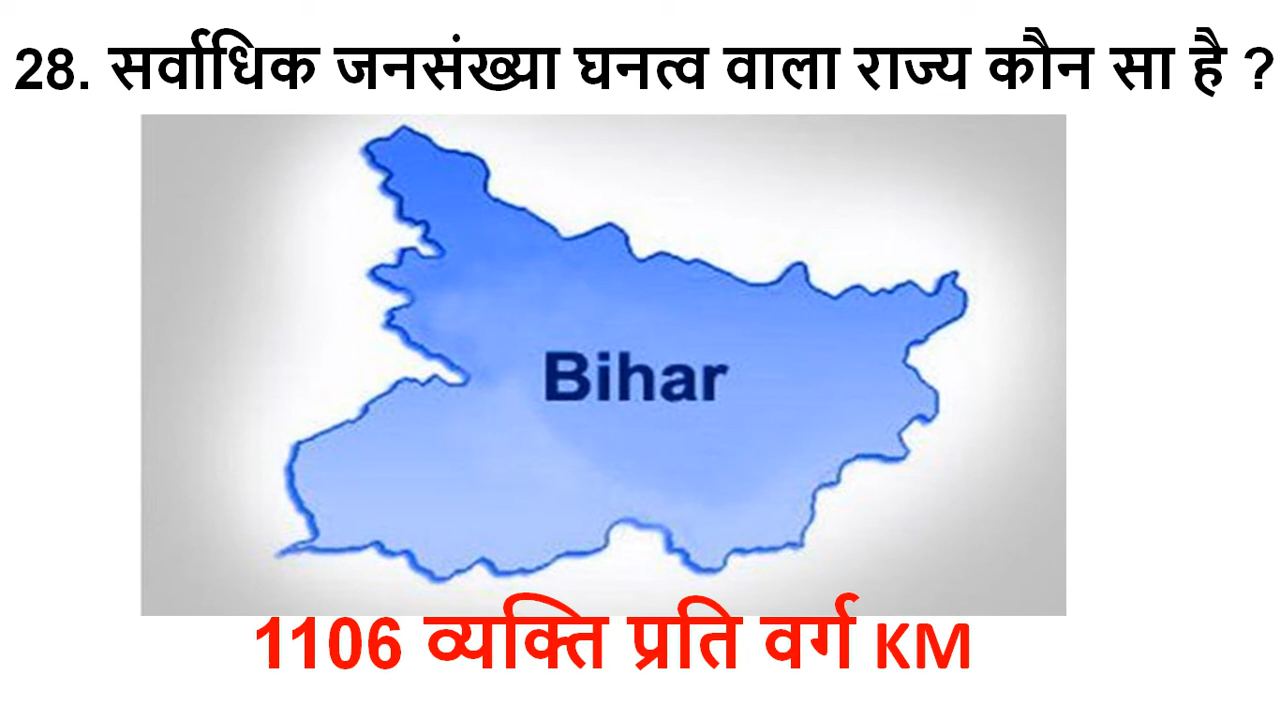 28. सर्वाधिक जनसंख्या घनत्व वाला राज्य कौन सा है ?
Bihar
1106 व्यक्ति प्रति वर्ग KM